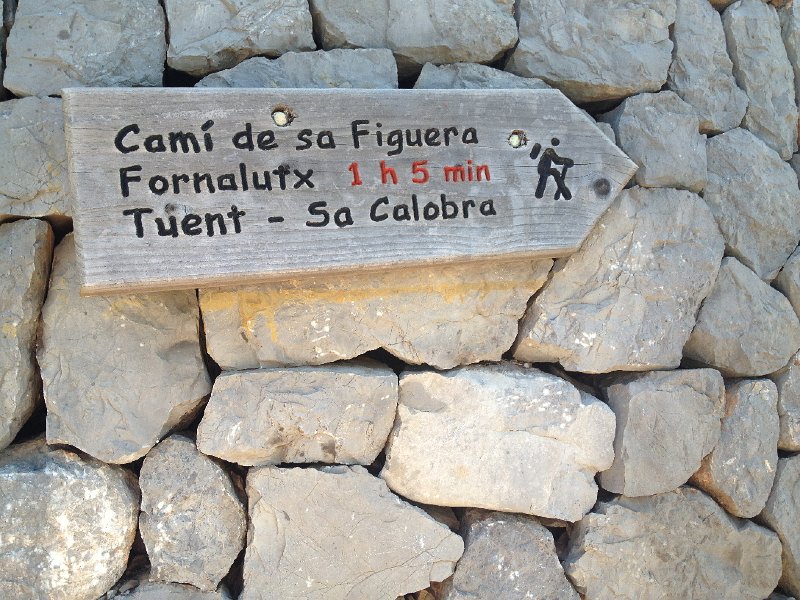 Camí de sa Figuera
Fornalutx 1 h 5 min
Tuent - Sa Calobra